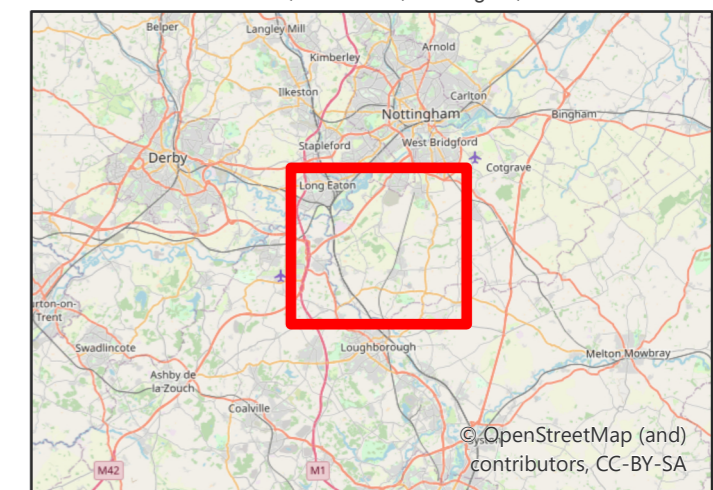 Belper
Langley Mill
Kimberley
Arnold
Ilkeston
Carlton
Nottingham
Bingham
Stapleford
West Bridgford
Derby
Cotgrave
Long Eaton
Trent
Swadlincote
Loughborough
Melton Mowbray
Ashby de
la-Zouch
Coalville
© OpenStreetMap (and)
contributors, CC-BY-SA
M42
M1